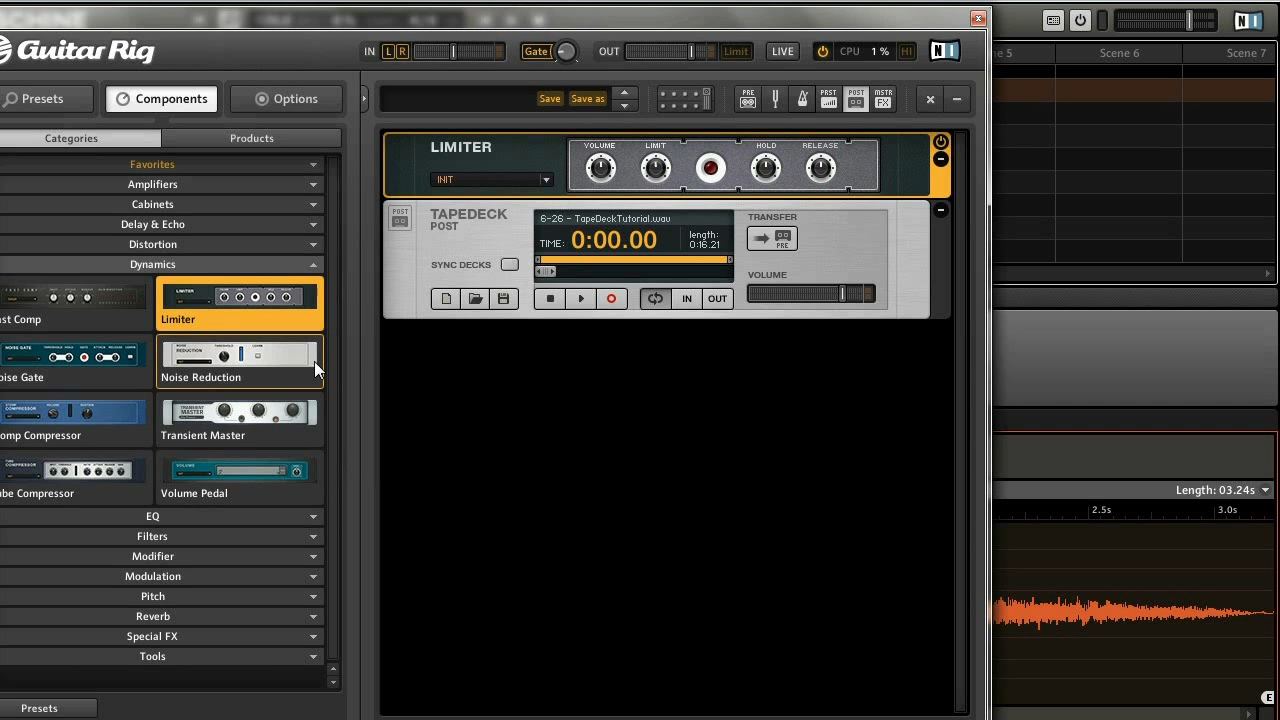 Guitar Rig
IN L R Gate OUT Limit LIVE CPU 1 % HI
Presets Components Options
Save Save as PRE PRST POST MSTR FX
Categories Products
Favorites
Amplifiers
Cabinets
Delay & Echo
Distortion
Dynamics
st Comp Limiter
oise Gate Noise Reduction
omp Compressor Transient Master
be Compressor Volume Pedal
EQ
Filters
Modifier
Modulation
Pitch
Reverb
Special FX
Tools
Presets
LIMITER
INIT
VOLUME LIMIT HOLD RELEASE
POST
TAPEDECK
POST
SYNC DECKS
6-26 - TapeDeckTutorial.wav
TIME: 0:00.00 length:
0:16.21
IN OUT
TRANSFER
PRE
VOLUME
e 5 Scene 6 Scene 7
Length: 03.24s
2.5s 3.0s
E